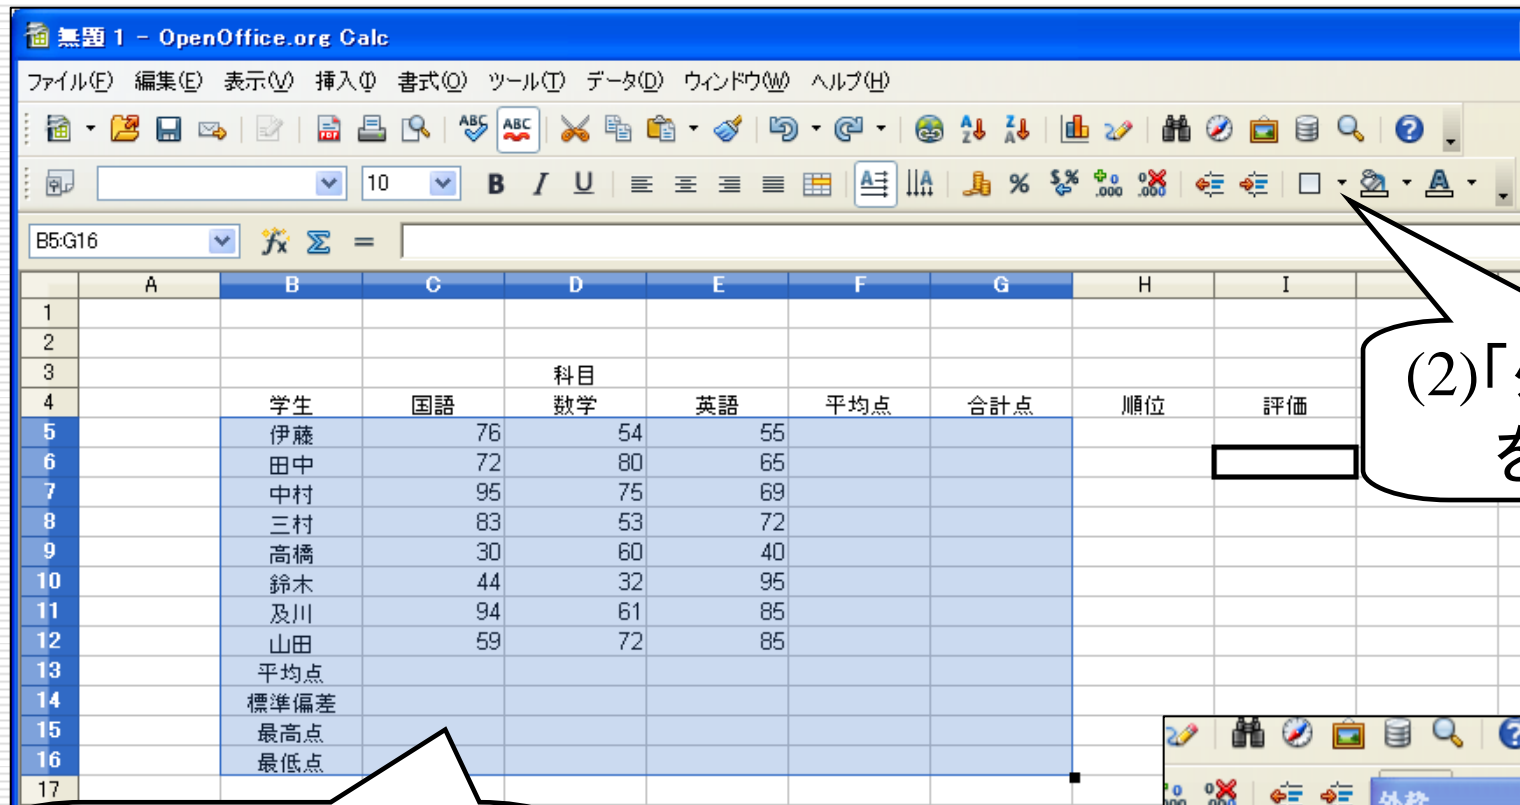 無題 1 - OpenOffice.org Calc
ファイル(F) 編集(E) 表示(V) 挿入(I) 書式(O) ツール(T) データ(D) ウィンドウ(W) ヘルプ(H)
10
B5:G16
A B C D E F G H I
1
2
3 科目
4 学生 国語 数学 英語 平均点 合計点 順位 評価
5 伊藤 76 54 55
6 田中 72 80 65
7 中村 95 75 69
8 三村 83 53 72
9 高橋 30 60 40
10 鈴木 44 32 95
11 及川 94 61 85
12 山田 59 72 85
13 平均点
14 標準偏差
15 最高点
16 最低点
17
(2)「
を
外枠